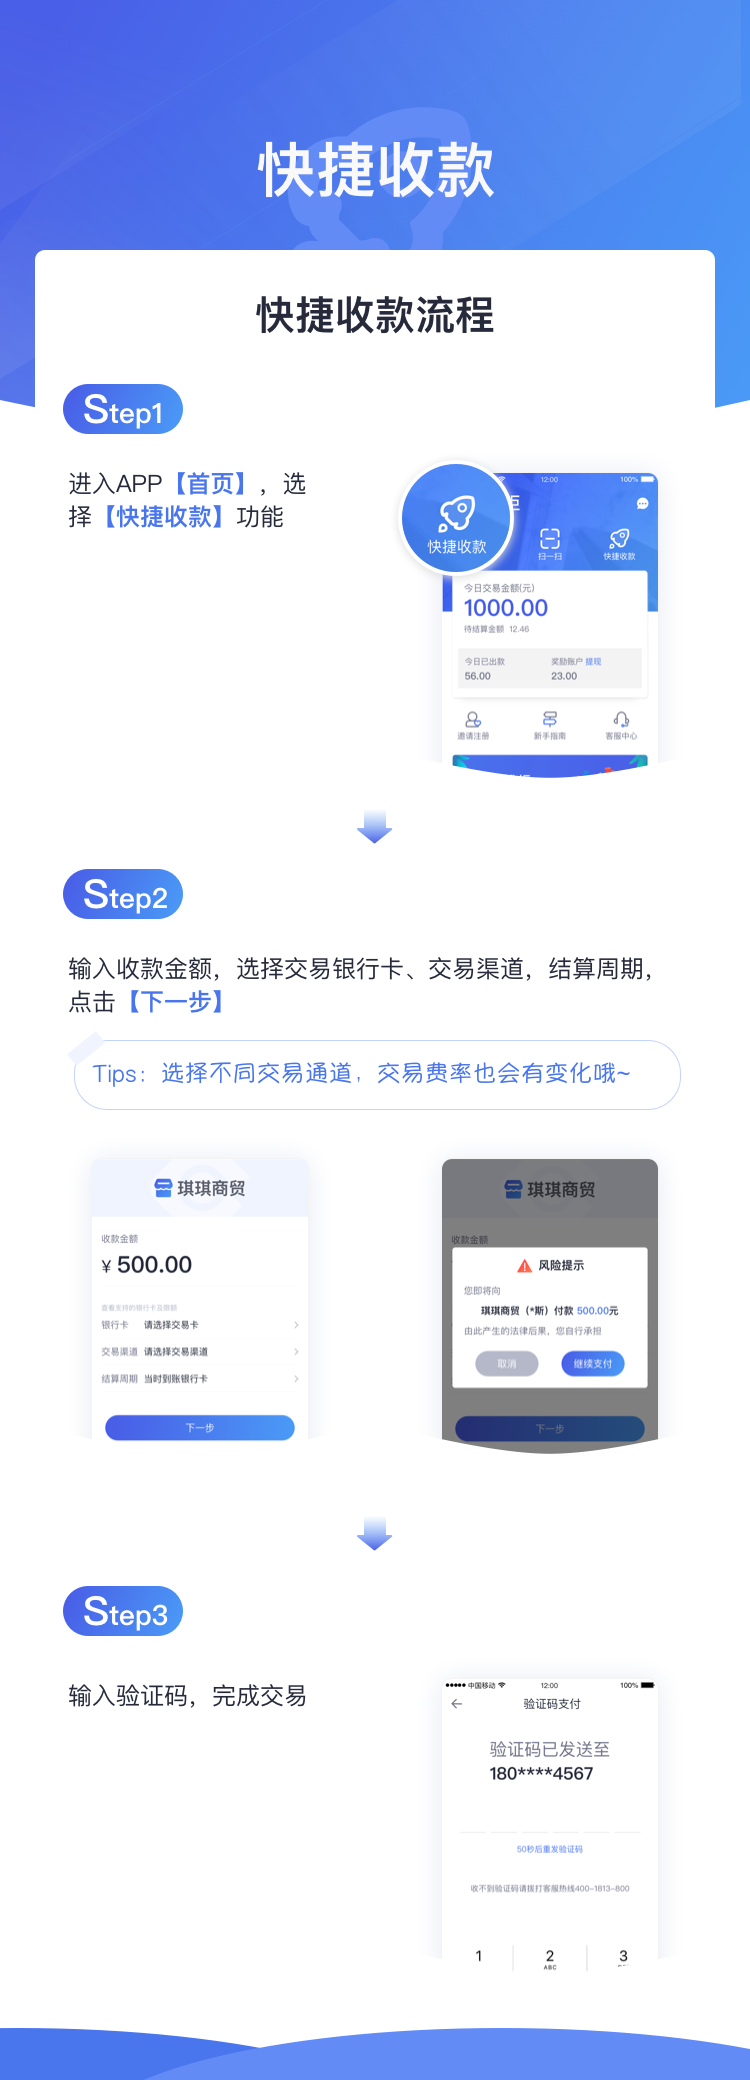 快捷收款
快捷收款流程
Step1
进入APP【首页】，选
择【快捷收款】功能
12:00
100%
快捷收款
扫一扫
快捷收款
今日交易金额(元)
1000.00
待结算金额 12.46
今日已出款
奖励账户 提现
56.00
23.00
邀请注册
新手指南
客服中心
Step2
输入收款金额，选择交易银行卡、交易渠道，结算周期，
点击【下一步】
Tips：选择不同交易通道，交易费率也会有变化哦~
琪琪商贸
收款金额
¥ 500.00
查看支持的银行卡及限额
银行卡 请选择交易卡
交易渠道 请选择交易渠道
结算周期 当时到账银行卡
下一步
琪琪商贸
收款金额
风险提示
您即将向
琪琪商贸（*斯）付款 500.00元
由此产生的法律后果，您自行承担
取消
继续支付
下一步
Step3
输入验证码，完成交易
中国移动
12:00
100%
验证码支付
验证码已发送至
180****4567
50秒后重发验证码
收不到验证码请拨打客服热线400-1813-800
1
2
3
ABC